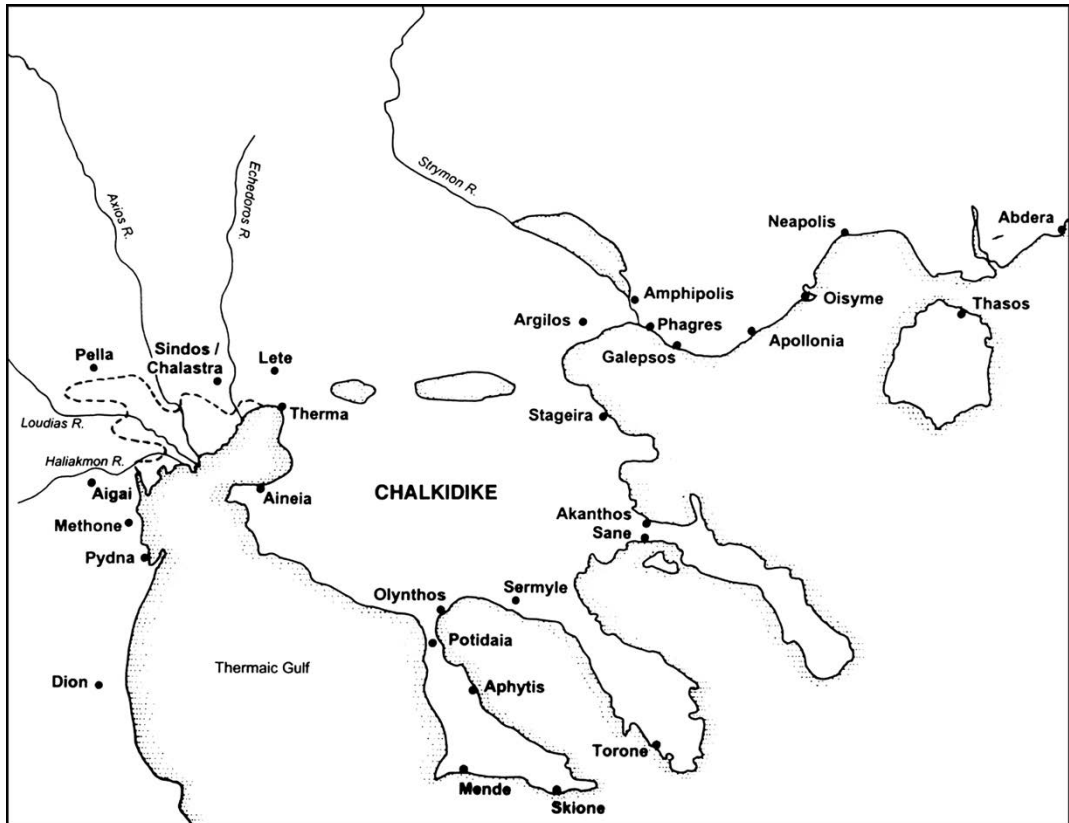 Strymon R.
Axios R.
Echedoros R.
Neapolis
Abdera
Amphipolis
Oisyme
Thasos
Argilos
Phagres
Apollonia
Galepsos
Pella
Sindos /
Chalastra
Lete
Therma
Stageira
Loudias R.
Haliakmon R.
Aigai
Aineia
CHALKIDIKE
Methone
Akanthos
Sane
Pydna
Olynthos
Sermyle
Potidaia
Thermaic Gulf
Dion
Aphytis
Torone
Mende
Skione